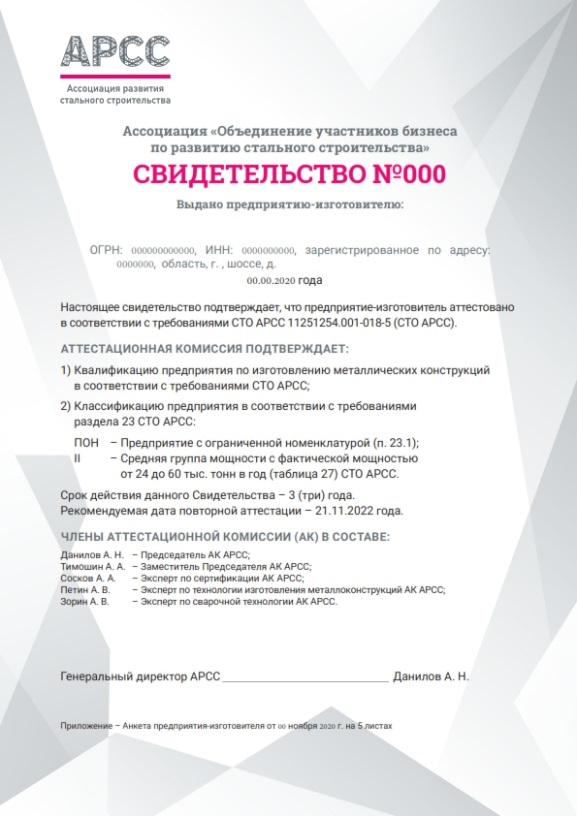 АРСС
Ассоциация развития
стального строительства
Ассоциация «Объединение участников бизнеса
по развитию стального строительства»
СВИДЕТЕЛЬСТВО №000
Выдано предприятию-изготовителю:
ОГРН: 000000000000, ИНН: 0000000000, зарегистрированное по адресу:
0000000, область, г. , шоссе, д.
00.00.2020 года
Настоящее свидетельство подтверждает, что предприятие-изготовитель аттестовано
в соответствии с требованиями СТО АРСС 11251254.001-018-5 (СТО АРСС).
АТТЕСТАЦИОННАЯ КОМИССИЯ ПОДТВЕРЖДАЕТ:
1) Квалификацию предприятия по изготовлению металлических конструкций
в соответствии с требованиями СТО АРСС;
2) Классификацию предприятия в соответствии с требованиями
раздела 23 СТО АРСС:
ПОН – Предприятие с ограниченной номенклатурой (п. 23.1);
II – Средняя группа мощности с фактической мощностью
от 24 до 60 тыс. тонн в год (таблица 27) СТО АРСС.
Срок действия данного Свидетельства – 3 (три) года.
Рекомендуемая дата повторной аттестации – 21.11.2022 года.
ЧЛЕНЫ АТТЕСТАЦИОННОЙ КОМИССИИ (АК) В СОСТАВЕ:
Данилов А. Н. – Председатель АК АРСС;
Тимошин А. А. – Заместитель Председателя АК АРСС;
Сосков А. А. – Эксперт по сертификации АК АРСС;
Петин А. В. – Эксперт по технологии изготовления металлоконструкций АК АРСС;
Зорин А. В. – Эксперт по сварочной технологии АК АРСС.
Генеральный директор АРСС ____________________________ Данилов А. Н.
Приложение – Анкета предприятия-изготовителя от 00 ноября 2020 г. на 5 листах